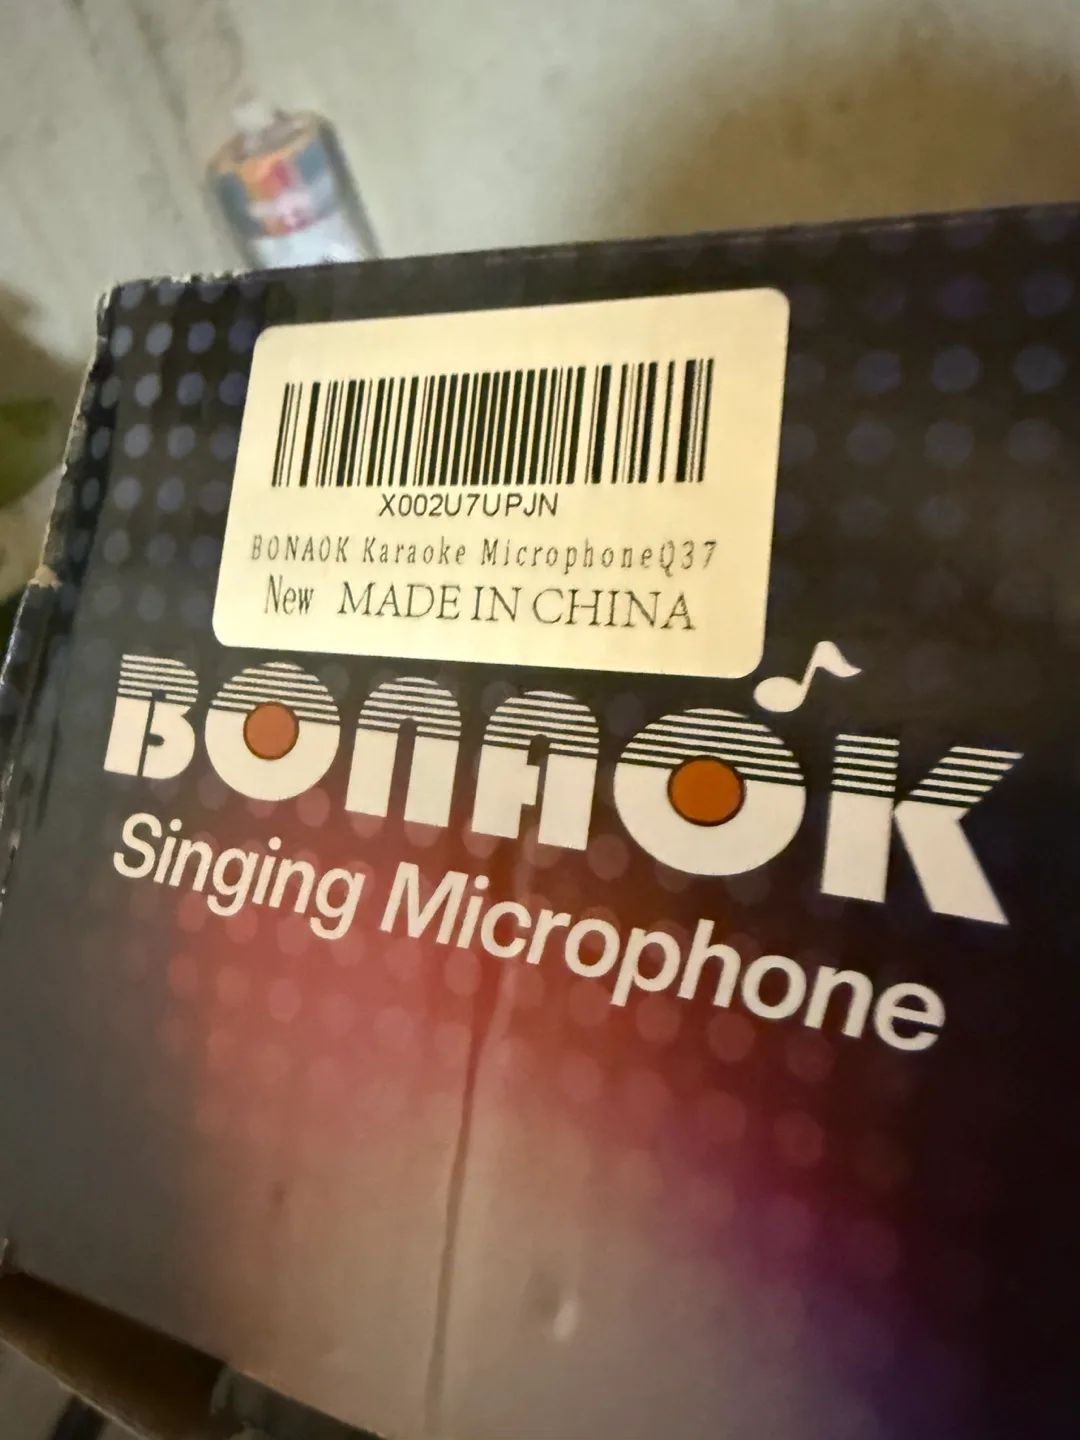 X002U7UPJN
BONAOK Karaoke MicrophoneQ37
New MADE IN CHINA
BONAOK
Singing Microphone